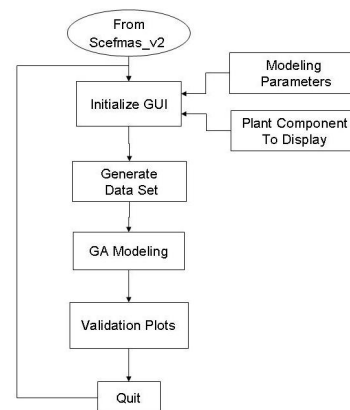 From
Scefmas_v2
Modeling
Parameters
Initialize GUI
Plant Component
To Display
Generate
Data Set
GA Modeling
Validation Plots
Quit